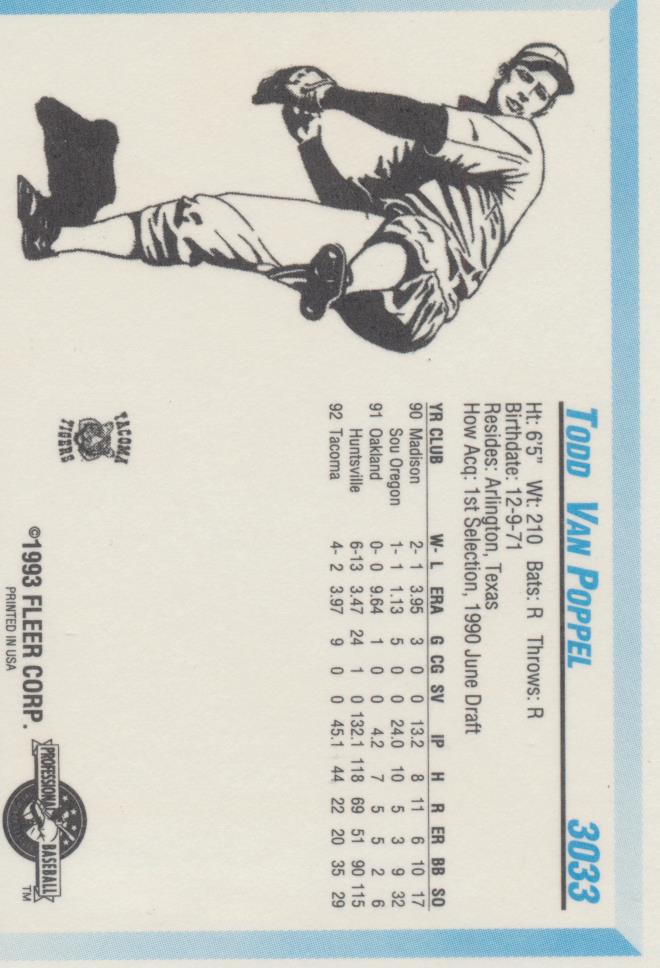 TODD VAN POPPEL 3033
Ht: 6'5" Wt: 210 Bats: R Throws: R
Birthdate: 12-9-71
Resides: Arlington, Texas
How Acq: 1st Selection, 1990 June Draft
YR CLUB W- L ERA G CG SV IP H R ER BB SO
90 Madison 2- 1 3.95 3 0 0 13.2 8 11 6 10 17
Sou Oregon 1- 1 1.13 5 0 0 24.0 10 5 3 9 32
91 Oakland 0- 0 9.64 1 0 0 4.2 7 5 5 2 6
Huntsville 6-13 3.47 24 1 0 132.1 118 69 51 90 115
92 Tacoma 4- 2 3.97 9 0 0 45.1 44 22 20 35 29
TACOMA
TIGERS
©1993 FLEER CORP.
PRINTED IN USA
PROFESSIONAL BASEBALL TM